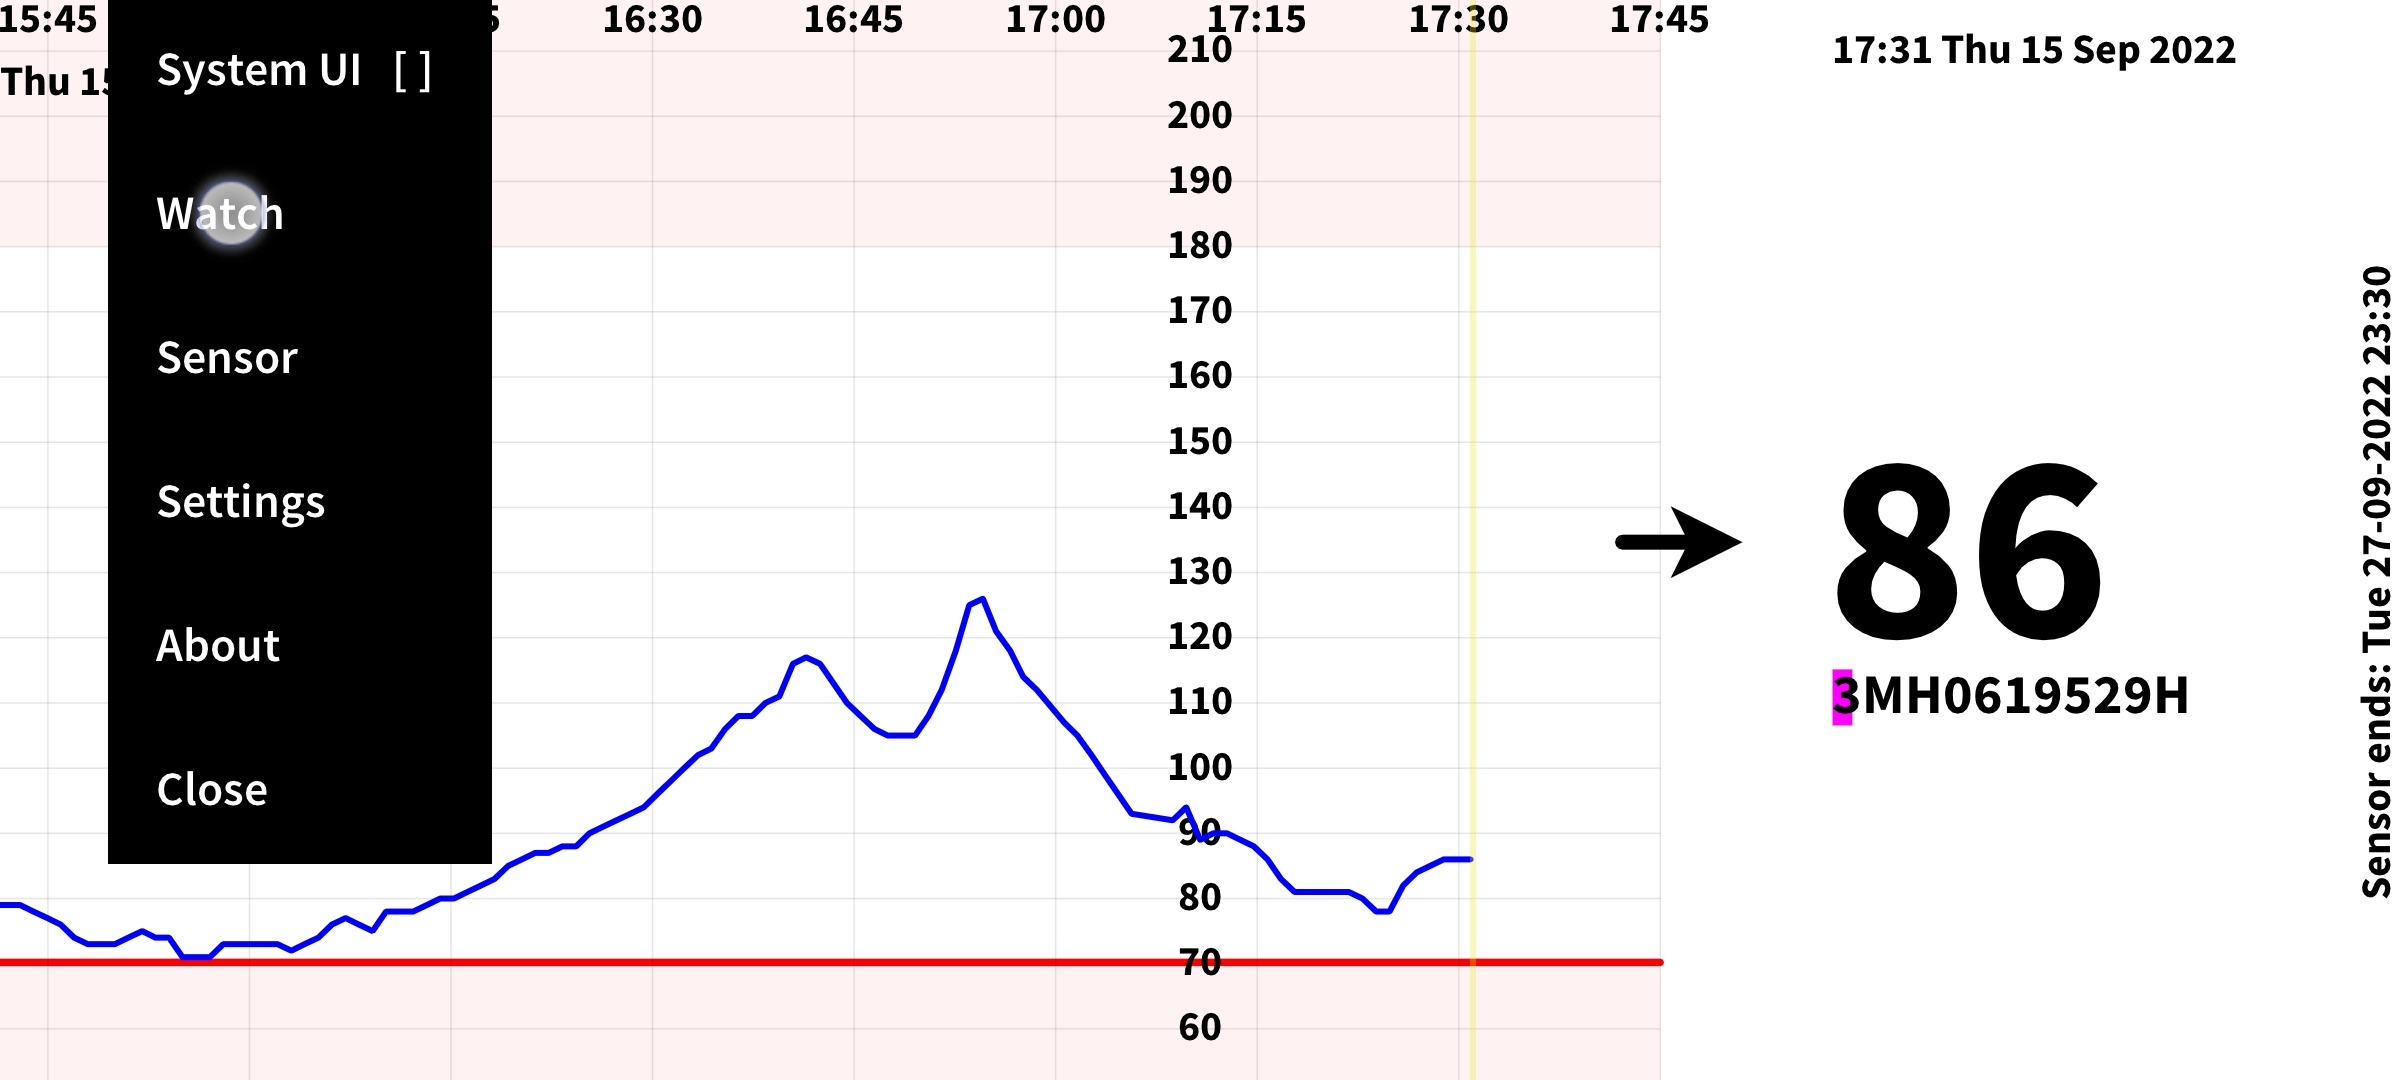 15:45
5
16:30
16:45
17:00
17:15
17:30
17:45
Thu 15
System UI [ ]
Watch
Sensor
Settings
About
Close
210
200
190
180
170
160
150
140
130
120
110
100
90
80
70
60
17:31 Thu 15 Sep 2022
86
3MH0619529H
Sensor ends: Tue 27-09-2022 23:30